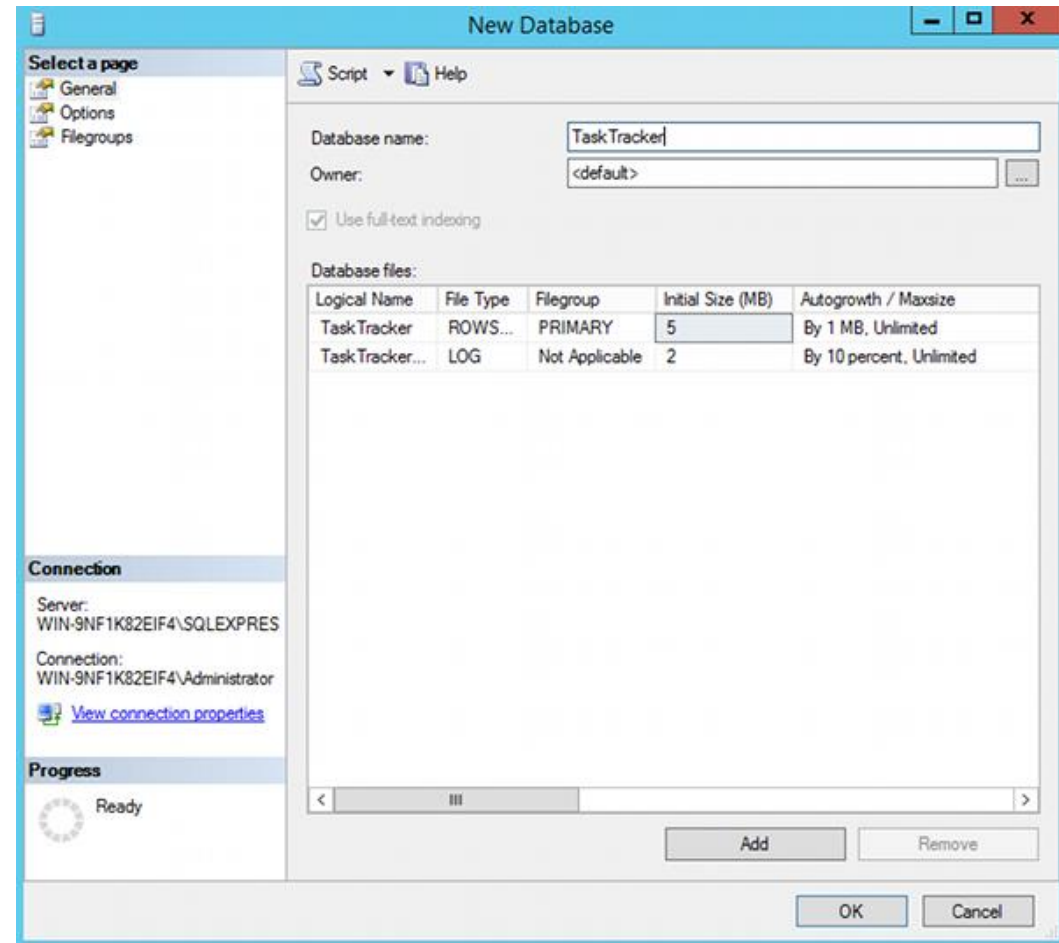 New Database
Select a page
General
Options
Filegroups
Script Help
Database name: TaskTracker
Owner: <default> ...
Use full-text indexing
Database files:
Logical Name File Type Filegroup Initial Size (MB) Autogrowth / Maxsize
TaskTracker ROWS... PRIMARY 5 By 1 MB, Unlimited
TaskTracker... LOG Not Applicable 2 By 10 percent, Unlimited
Connection
Server:
WIN-9NF1K82EIF4\SQLEXPRES
Connection:
WIN-9NF1K82EIF4\Administrator
View connection properties
Progress
Ready
Add Remove
OK Cancel